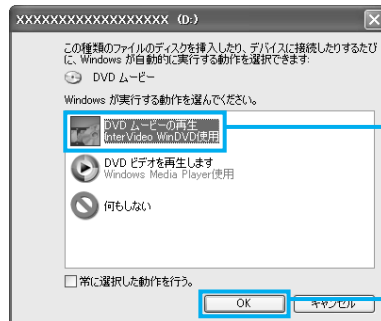 XXXXXXXXXXXXXXXXXX (D:)
この種類のファイルのディスクを挿入したり、デバイスに接続したりするたび
に、Windows が自動的に実行する動作を選択できます:
DVD ムービー
Windows が実行する動作を選んでください。
DVD ムービーの再生
InterVideo WinDVD使用
DVD ビデオを再生します
Windows Media Player使用
何もしない
常に選択した動作を行う。
OK
キャンセル